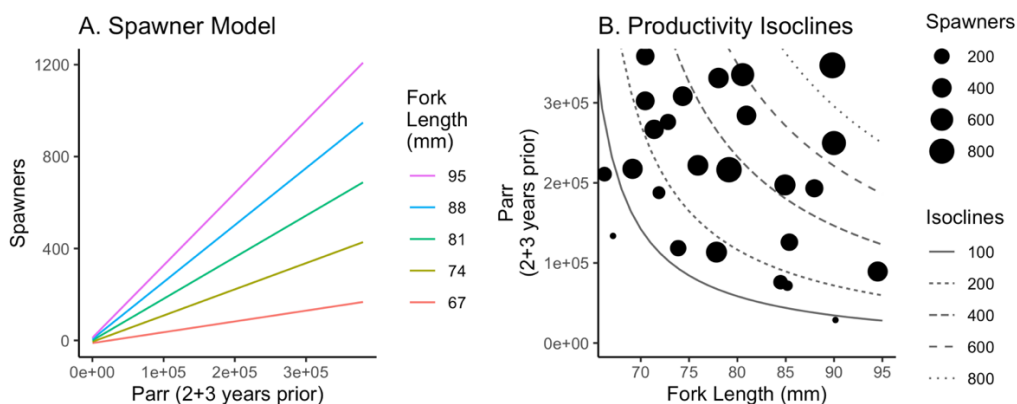 A. Spawner Model
Spawners
1200
800
400
0
0e+00
1e+05
2e+05
3e+05
Parr (2+3 years prior)
Fork
Length
(mm)
95
88
81
74
67
B. Productivity Isoclines
Parr
(2+3 years prior)
3e+05
2e+05
1e+05
0e+00
70
75
80
85
90
95
Fork Length (mm)
Spawners
200
400
600
800
Isoclines
100
200
400
600
800